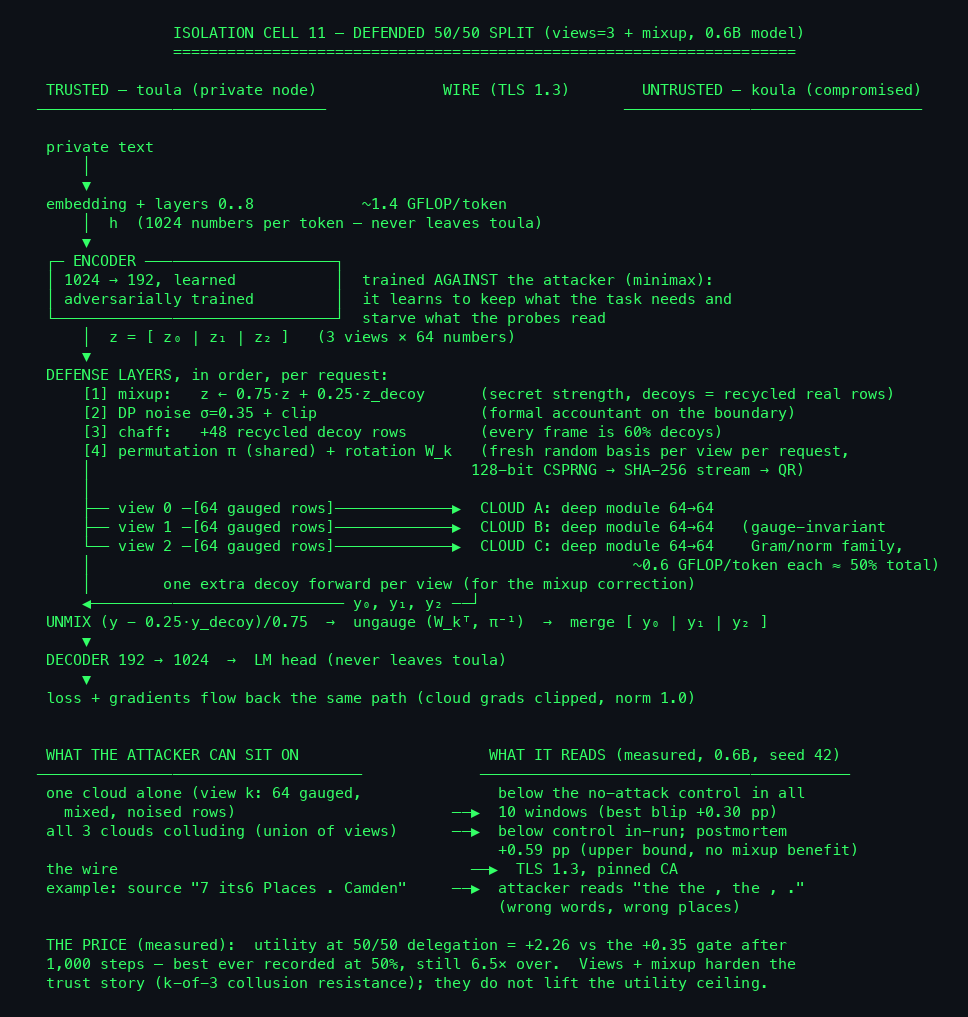 ISOLATION CELL 11 — DEFENDED 50/50 SPLIT (views=3 + mixup, 0.6B model)
=====================================================================
TRUSTED — toula (private node)             WIRE (TLS 1.3)        UNTRUSTED — koula (compromised)
private text
▼
embedding + layers 0..8                ~1.4 GFLOP/token
│  h  (1024 numbers per token — never leaves toula)
▼
┌─ ENCODER ─────────────────────┐
│ 1024 → 192, learned           │  trained AGAINST the attacker (minimax):
│ adversarially trained         │  it learns to keep what the task needs and
└───────────────────────────────┘  starve what the probes read
│  z = [ z₀ | z₁ | z₂ ]   (3 views × 64 numbers)
▼
DEFENSE LAYERS, in order, per request:
[1] mixup:   z ← 0.75·z + 0.25·z_decoy      (secret strength, decoys = recycled real rows)
[2] DP noise σ=0.35 + clip                  (formal accountant on the boundary)
[3] chaff:   +48 recycled decoy rows        (every frame is 60% decoys)
[4] permutation π (shared) + rotation W_k   (fresh random basis per view per request,
128-bit CSPRNG → SHA-256 stream → QR)
├── view 0 —[64 gauged rows]─────────────▶  CLOUD A: deep module 64→64
├── view 1 —[64 gauged rows]─────────────▶  CLOUD B: deep module 64→64   (gauge-invariant
└── view 2 —[64 gauged rows]─────────────▶  CLOUD C: deep module 64→64    Gram/norm family,
~0.6 GFLOP/token each ≈ 50% total)
│        one extra decoy forward per view (for the mixup correction)
◀──────────────────────────── y₀, y₁, y₂ ──┘
UNMIX (y − 0.25·y_decoy)/0.75  →  ungauge (W_kᵀ, π⁻¹)  →  merge [ y₀ | y₁ | y₂ ]
▼
DECODER 192 → 1024  →  LM head (never leaves toula)
▼
loss + gradients flow back the same path (cloud grads clipped, norm 1.0)
WHAT THE ATTACKER CAN SIT ON                     WHAT IT READS (measured, 0.6B, seed 42)
one cloud alone (view k: 64 gauged,                  below the no-attack control in all
mixed, noised rows)                        ──▶  10 windows (best blip +0.30 pp)
all 3 clouds colluding (union of views)      ──▶  below control in-run; postmortem
+0.59 pp (upper bound, no mixup benefit)
the wire                                       ──▶  TLS 1.3, pinned CA
example: source "7 its6 Places . Camden"     ──▶  attacker reads "the the , the , ."
(wrong words, wrong places)
THE PRICE (measured):  utility at 50/50 delegation = +2.26 vs the +0.35 gate after
1,000 steps — best ever recorded at 50%, still 6.5× over.  Views + mixup harden the
trust story (k-of-3 collusion resistance); they do not lift the utility ceiling.